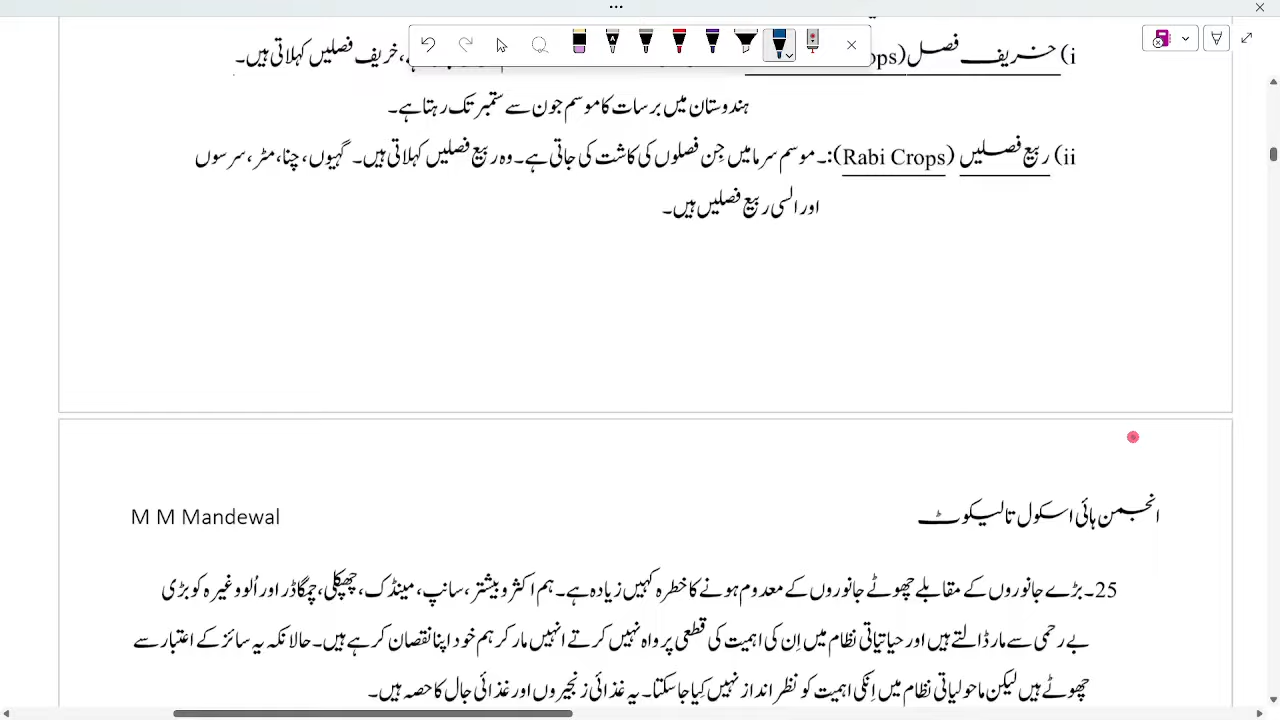 i) خریف فصل (ops ، خریف فصلیں کہلاتی ہیں۔
ہندوستان میں برسات کا موسم جون سے ستمبر تک رہتا ہے۔
ii) ربیع فصلیں (Rabi Crops):۔ موسم سرما میں جِن فصلوں کی کاشت کی جاتی ہے۔ وہ ربیع فصلیں کہلاتی ہیں۔ گیہوں، چنا، مٹر، سرسوں
اور السی ربیع فصلیں ہیں۔
انجمن ہائی اسکول تالیکوٹ M M Mandewal
25۔ بڑے جانوروں کے مقابلے چھوٹے جانوروں کے معدوم ہونے کا خطرہ کہیں زیادہ ہے۔ ہم اکثر و بیشتر، سانپ، مینڈک، چھپکلی، چمگاڈر اور اُلو وغیرہ کو بڑی
بے رحمی سے مار ڈالتے ہیں اور حیاتیاتی نظام میں اِن کی اہمیت کی قطعی پرواہ نہیں کرتے انہیں مار کر ہم خود اپنا نقصان کر ہے ہیں۔ حالانکہ یہ سائز کے اعتبار سے
چھوٹے ہیں لیکن ماحولیاتی نظام میں اِنکی اہمیت کو نظر انداز نہیں کیا جا سکتا۔ یہ غذائی زنجیروں اور غذائی جال کا حصہ ہیں۔